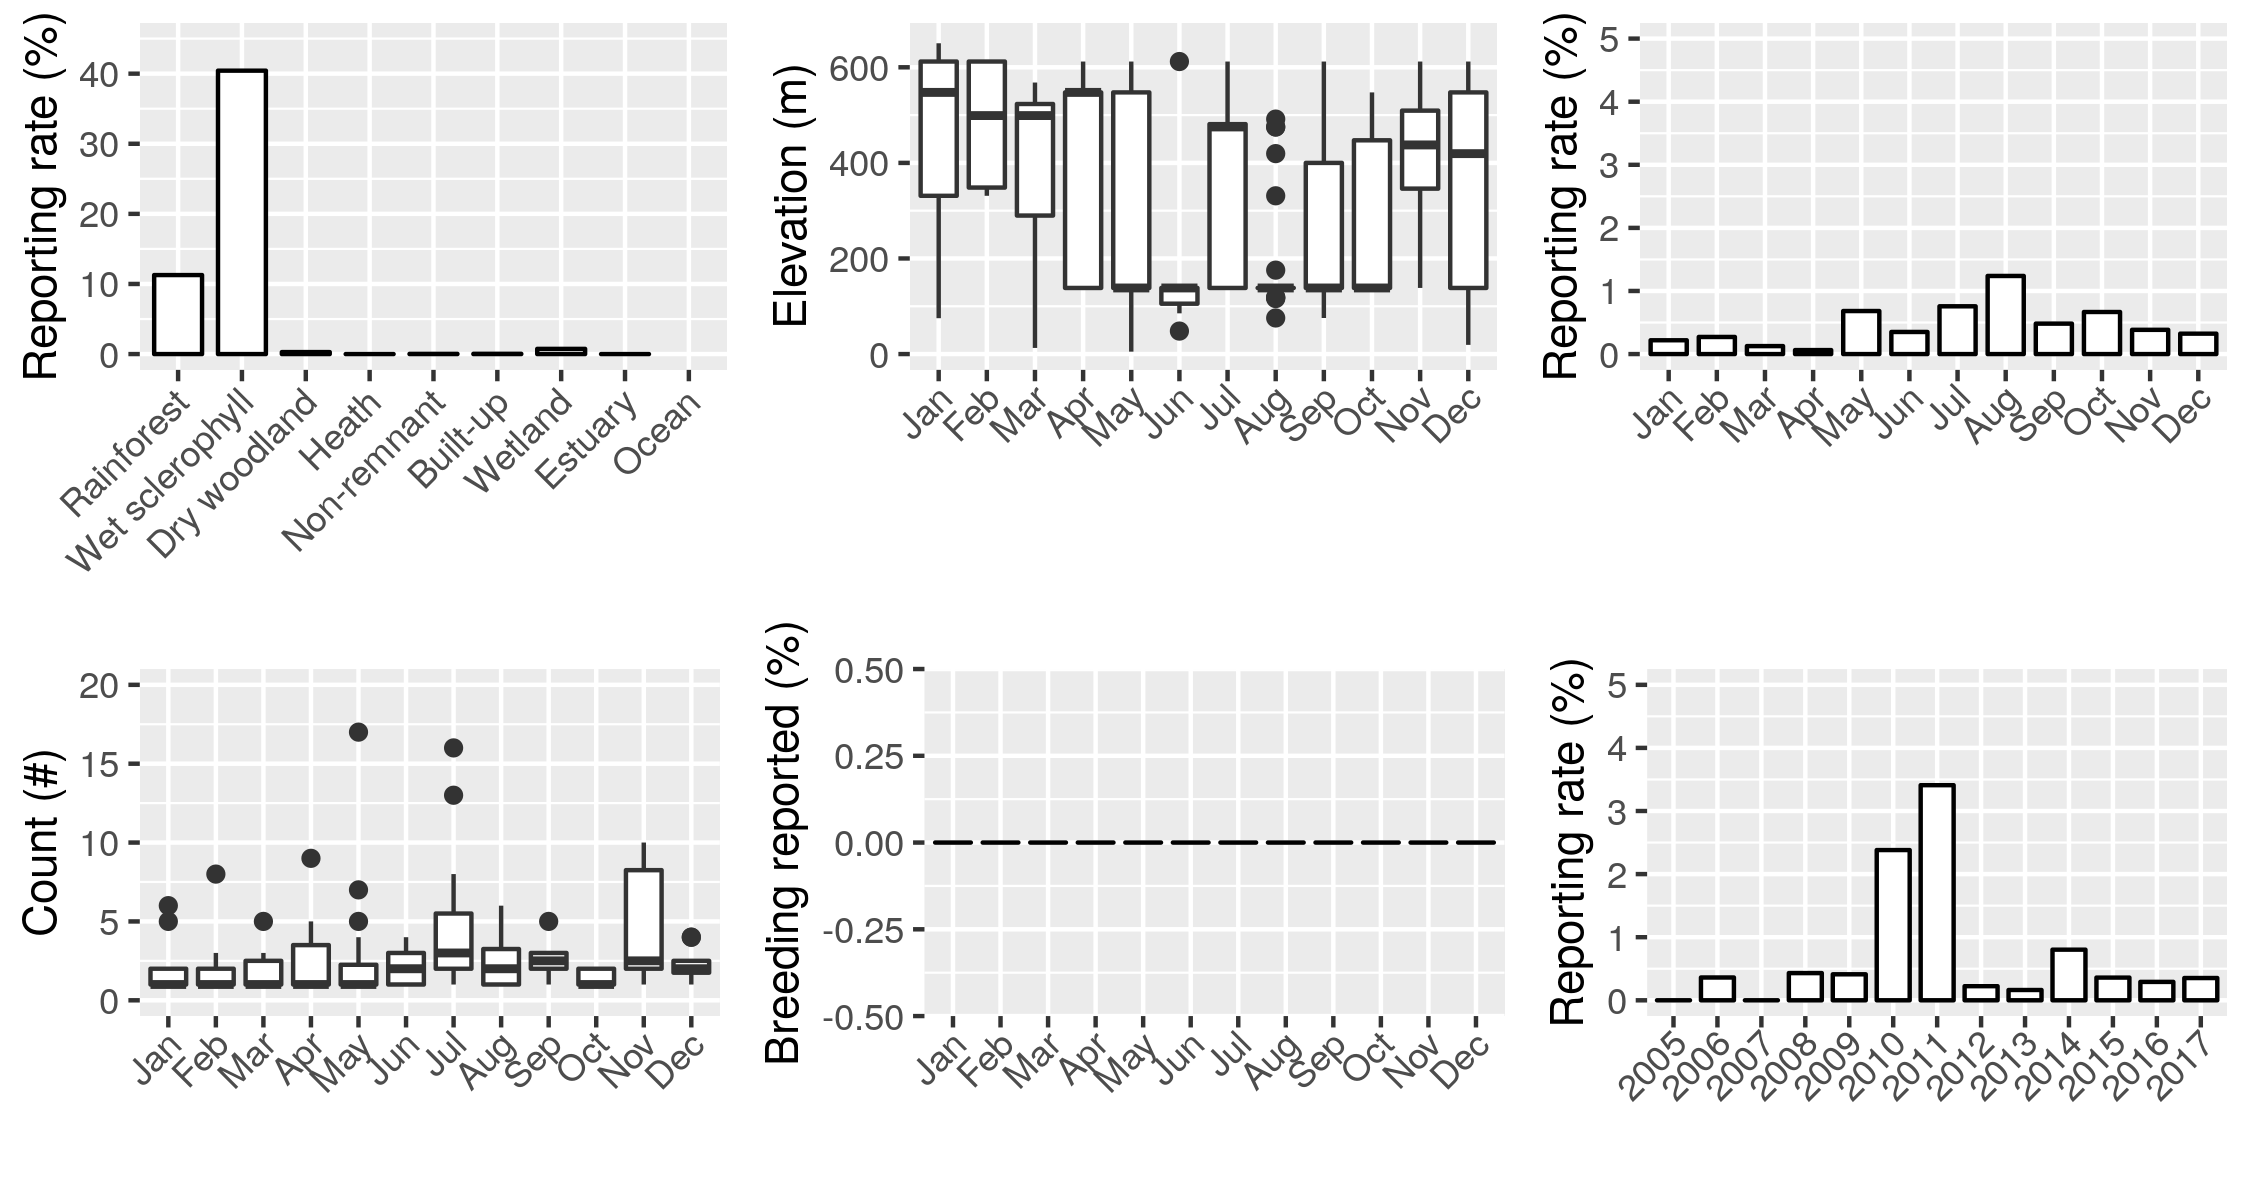 Reporting rate (%)
40
30
20
10
0
Rainforest
Wet sclerophyll
Dry woodland
Heath
Non-remnant
Built-up
Wetland
Estuary
Ocean
Elevation (m)
600
400
200
0
Jan
Feb
Mar
Apr
May
Jun
Jul
Aug
Sep
Oct
Nov
Dec
Reporting rate (%)
5
4
3
2
1
0
Jan
Feb
Mar
Apr
May
Jun
Jul
Aug
Sep
Oct
Nov
Dec
Count (#)
20
15
10
5
0
Jan
Feb
Mar
Apr
May
Jun
Jul
Aug
Sep
Oct
Nov
Dec
Breeding reported (%)
0.50
0.25
0.00
-0.25
-0.50
Jan
Feb
Mar
Apr
May
Jun
Jul
Aug
Sep
Oct
Nov
Dec
Reporting rate (%)
5
4
3
2
1
0
2005
2006
2007
2008
2009
2010
2011
2012
2013
2014
2015
2016
2017